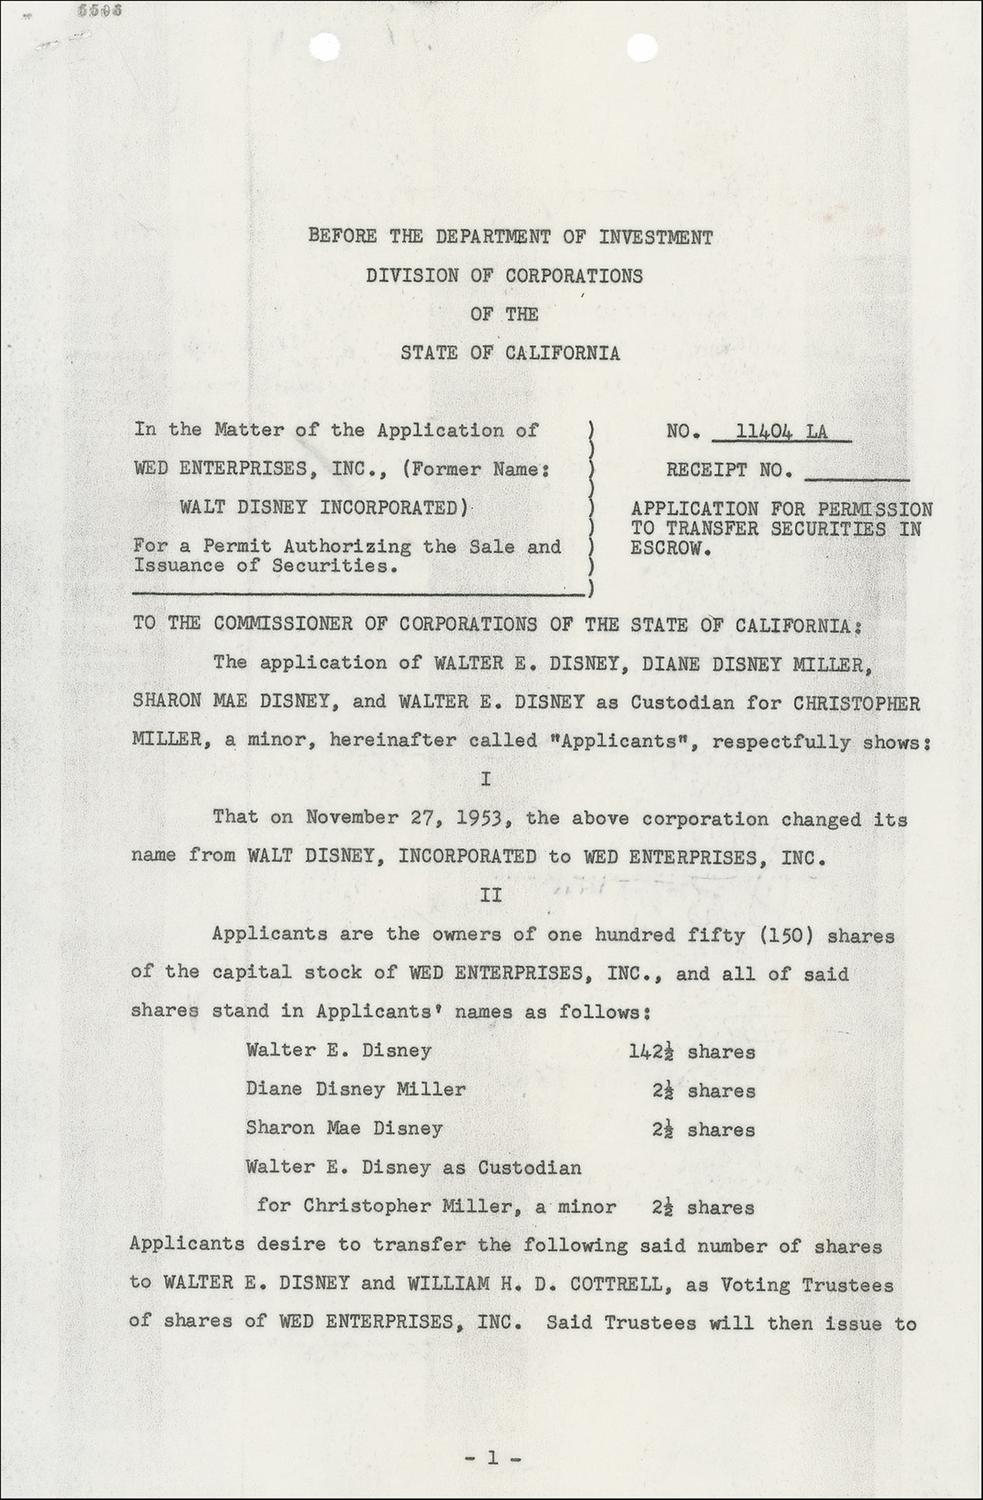 BEFORE THE DEPARTMENT OF INVESTMENT
DIVISION OF CORPORATIONS
OF THE
STATE OF CALIFORNIA
In the Matter of the Application of
WED ENTERPRISES, INC., (Former Name:
WALT DISNEY INCORPORATED)
For a Permit Authorizing the Sale and
Issuance of Securities.
NO. 11404 LA
RECEIPT NO.
APPLICATION FOR PERMISSION
TO TRANSFER SECURITIES IN
ESCROW.
TO THE COMMISSIONER OF CORPORATIONS OF THE STATE OF CALIFORNIA:
The application of WALTER E. DISNEY, DIANE DISNEY MILLER,
SHARON MAE DISNEY, and WALTER E. DISNEY as Custodian for CHRISTOPHER
MILLER, a minor, hereinafter called "Applicants", respectfully shows:
I
That on November 27, 1953, the above corporation changed its
name from WALT DISNEY, INCORPORATED to WED ENTERPRISES, INC.
II
Applicants are the owners of one hundred fifty (150) shares
of the capital stock of WED ENTERPRISES, INC., and all of said
shares stand in Applicants' names as follows:
Walter E. Disney 142½ shares
Diane Disney Miller 2½ shares
Sharon Mae Disney 2½ shares
Walter E. Disney as Custodian
for Christopher Miller, a minor 2½ shares
Applicants desire to transfer the following said number of shares
to WALTER E. DISNEY and WILLIAM H. D. COTTRELL, as Voting Trustees
of shares of WED ENTERPRISES, INC. Said Trustees will then issue to
- 1 -